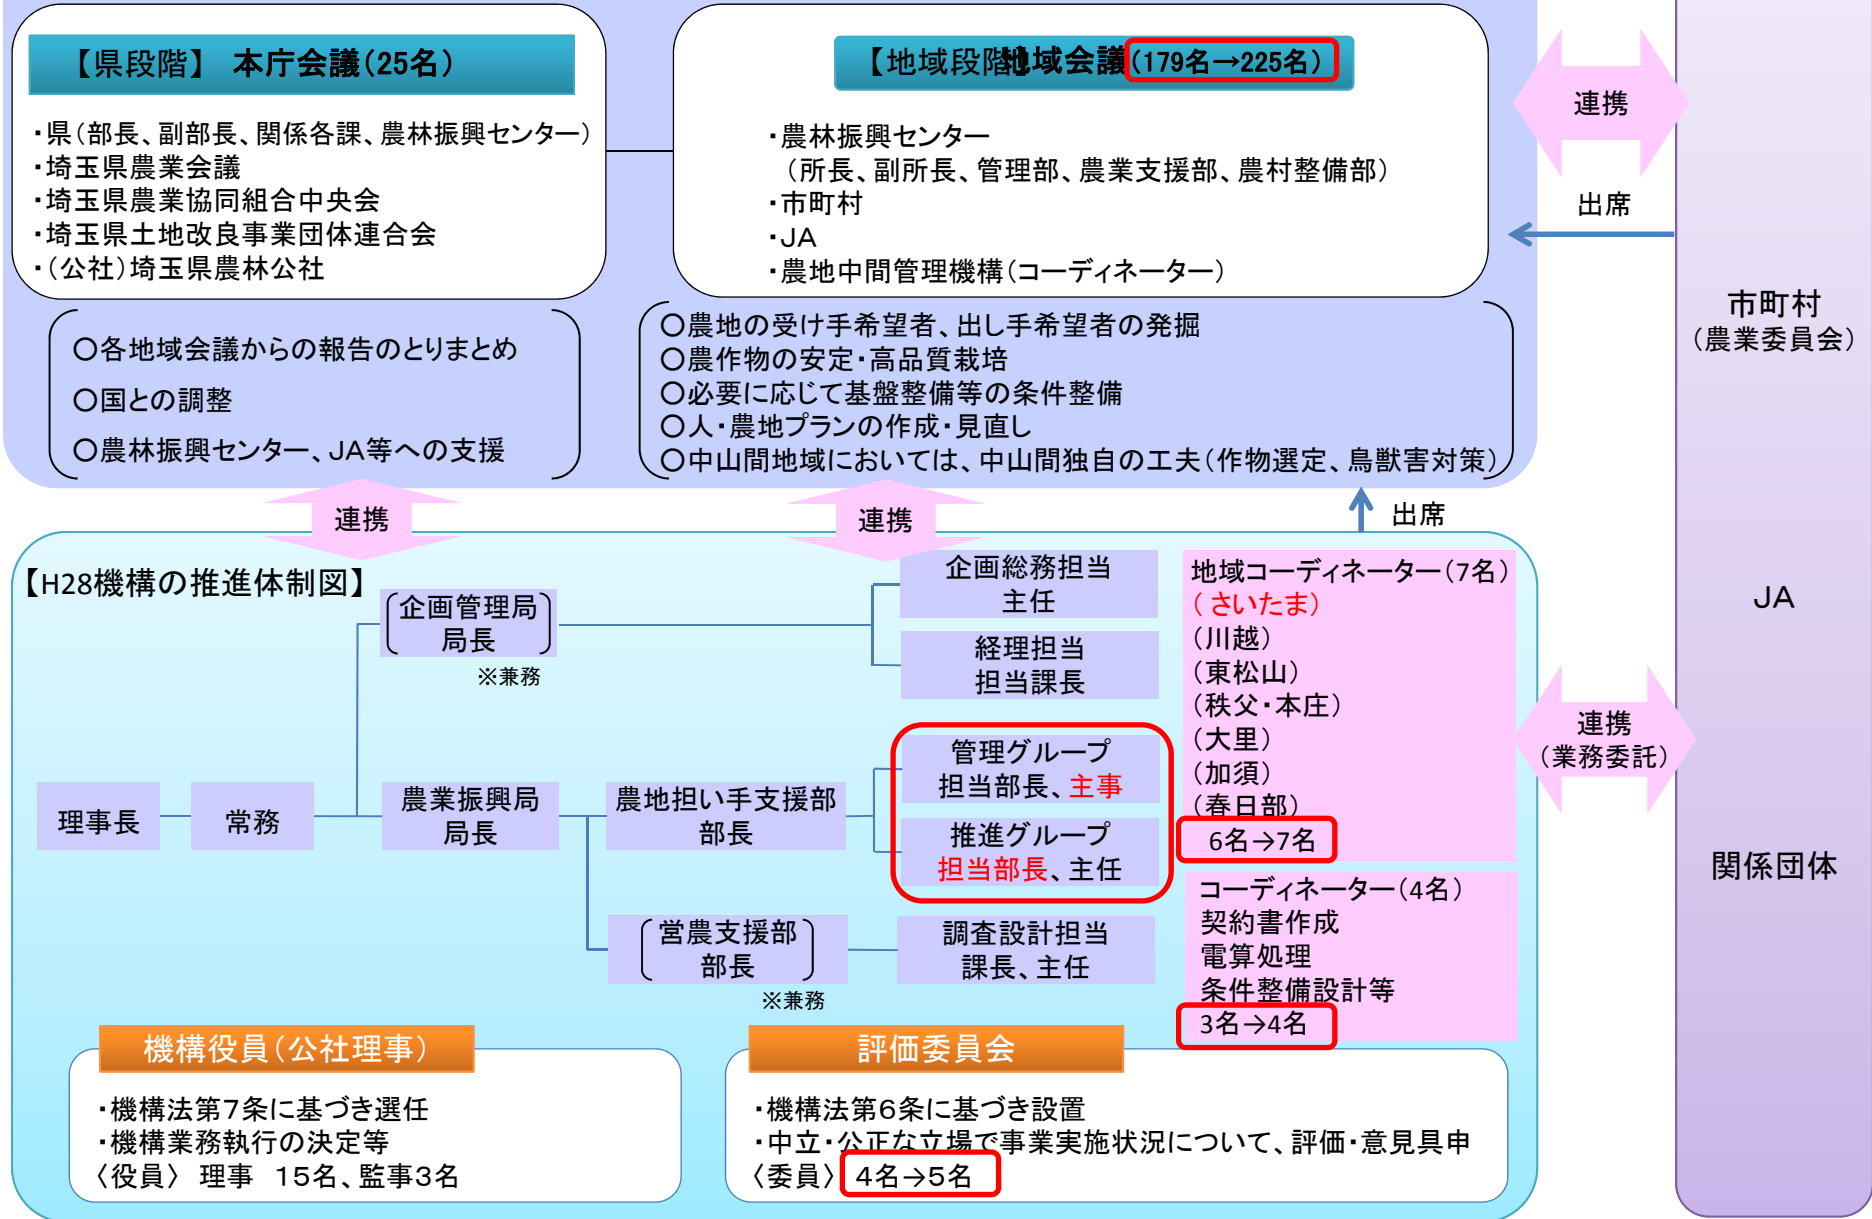 【県段階】 本庁会議(25名)
・県(部長、副部長、関係各課、農林振興センター)
・埼玉県農業会議
・埼玉県農業協同組合中央会
・埼玉県土地改良事業団体連合会
・(公社)埼玉県農林公社
〇各地域会議からの報告のとりまとめ
〇国との調整
〇農林振興センター、JA等への支援
【地域段階】地域会議(179名→225名)
・農林振興センター
(所長、副所長、管理部、農業支援部、農村整備部)
・市町村
・JA
・農地中間管理機構(コーディネーター)
〇農地の受け手希望者、出し手希望者の発掘
〇農作物の安定・高品質栽培
〇必要に応じて基盤整備等の条件整備
〇人・農地プランの作成・見直し
〇中山間地域においては、中山間独自の工夫(作物選定、鳥獣害対策)
連携
出席
市町村
(農業委員会)
JA
関係団体
連携
連携
出席
【H28機構の推進体制図】
企画管理局
局長
※兼務
企画総務担当
主任
経理担当
担当課長
理事長
常務
農業振興局
局長
農地担い手支援部
部長
管理グループ
担当部長、主事
推進グループ
担当部長、主任
営農支援部
部長
※兼務
調査設計担当
課長、主任
地域コーディネーター(7名)
(さいたま)
(川越)
(東松山)
(秩父・本庄)
(大里)
(加須)
(春日部)
6名→7名
コーディネーター(4名)
契約書作成
電算処理
条件整備設計等
3名→4名
連携
(業務委託)
機構役員(公社理事)
・機構法第7条に基づき選任
・機構業務執行の決定等
〈役員〉 理事 15名、監事3名
評価委員会
・機構法第6条に基づき設置
・中立・公正な立場で事業実施状況について、評価・意見具申
〈委員〉 4名→5名